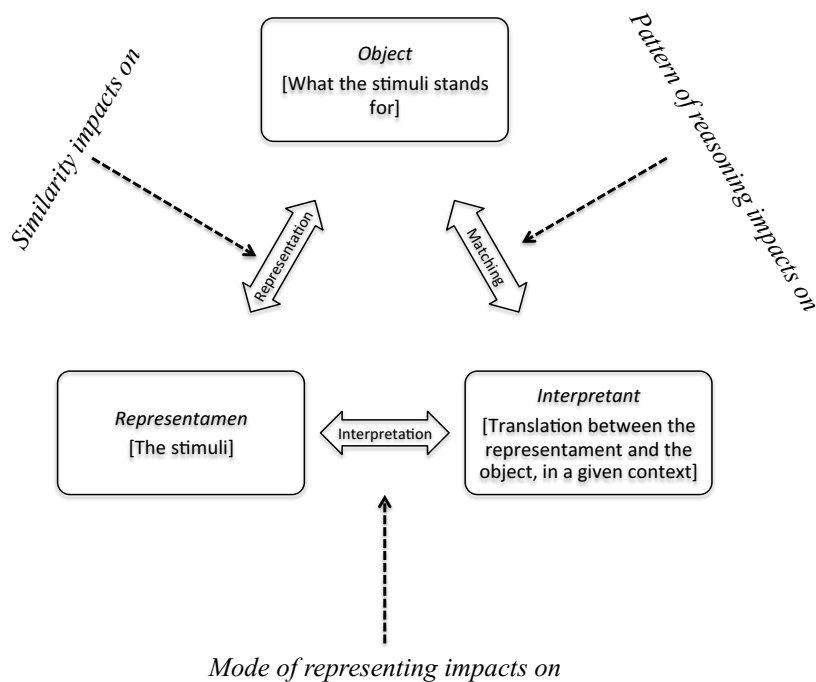 Object
[What the stimuli stands
for]
Similarity impacts on
Pattern of reasoning impacts on
Representation
Matching
Representamen
[The stimuli]
Interpretation
Interpretant
[Translation between the
representament and the
object, in a given context]
Mode of representing impacts on